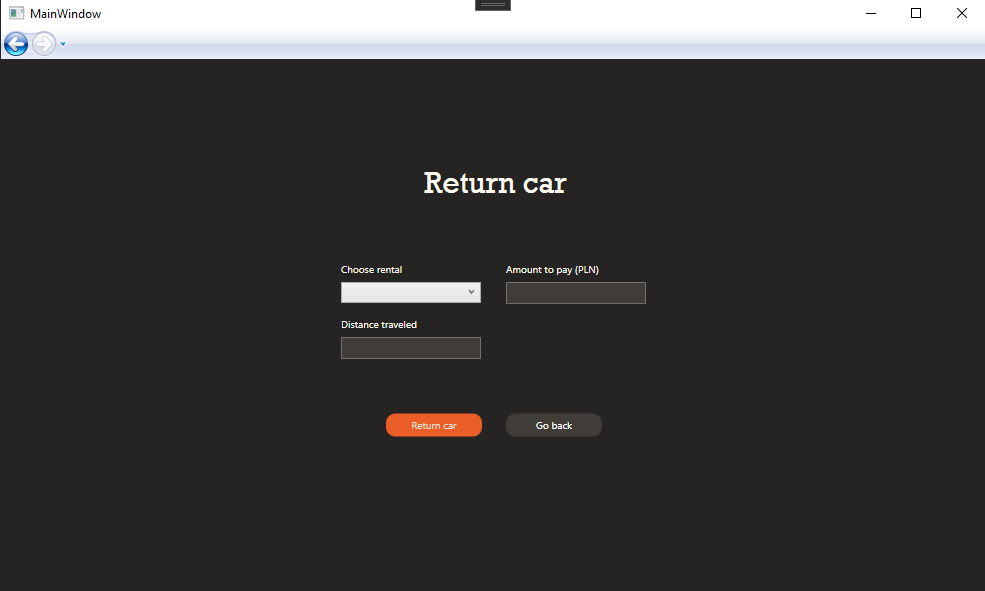 MainWindow
Return car
Choose rental
Amount to pay (PLN)
Distance traveled
Return car
Go back